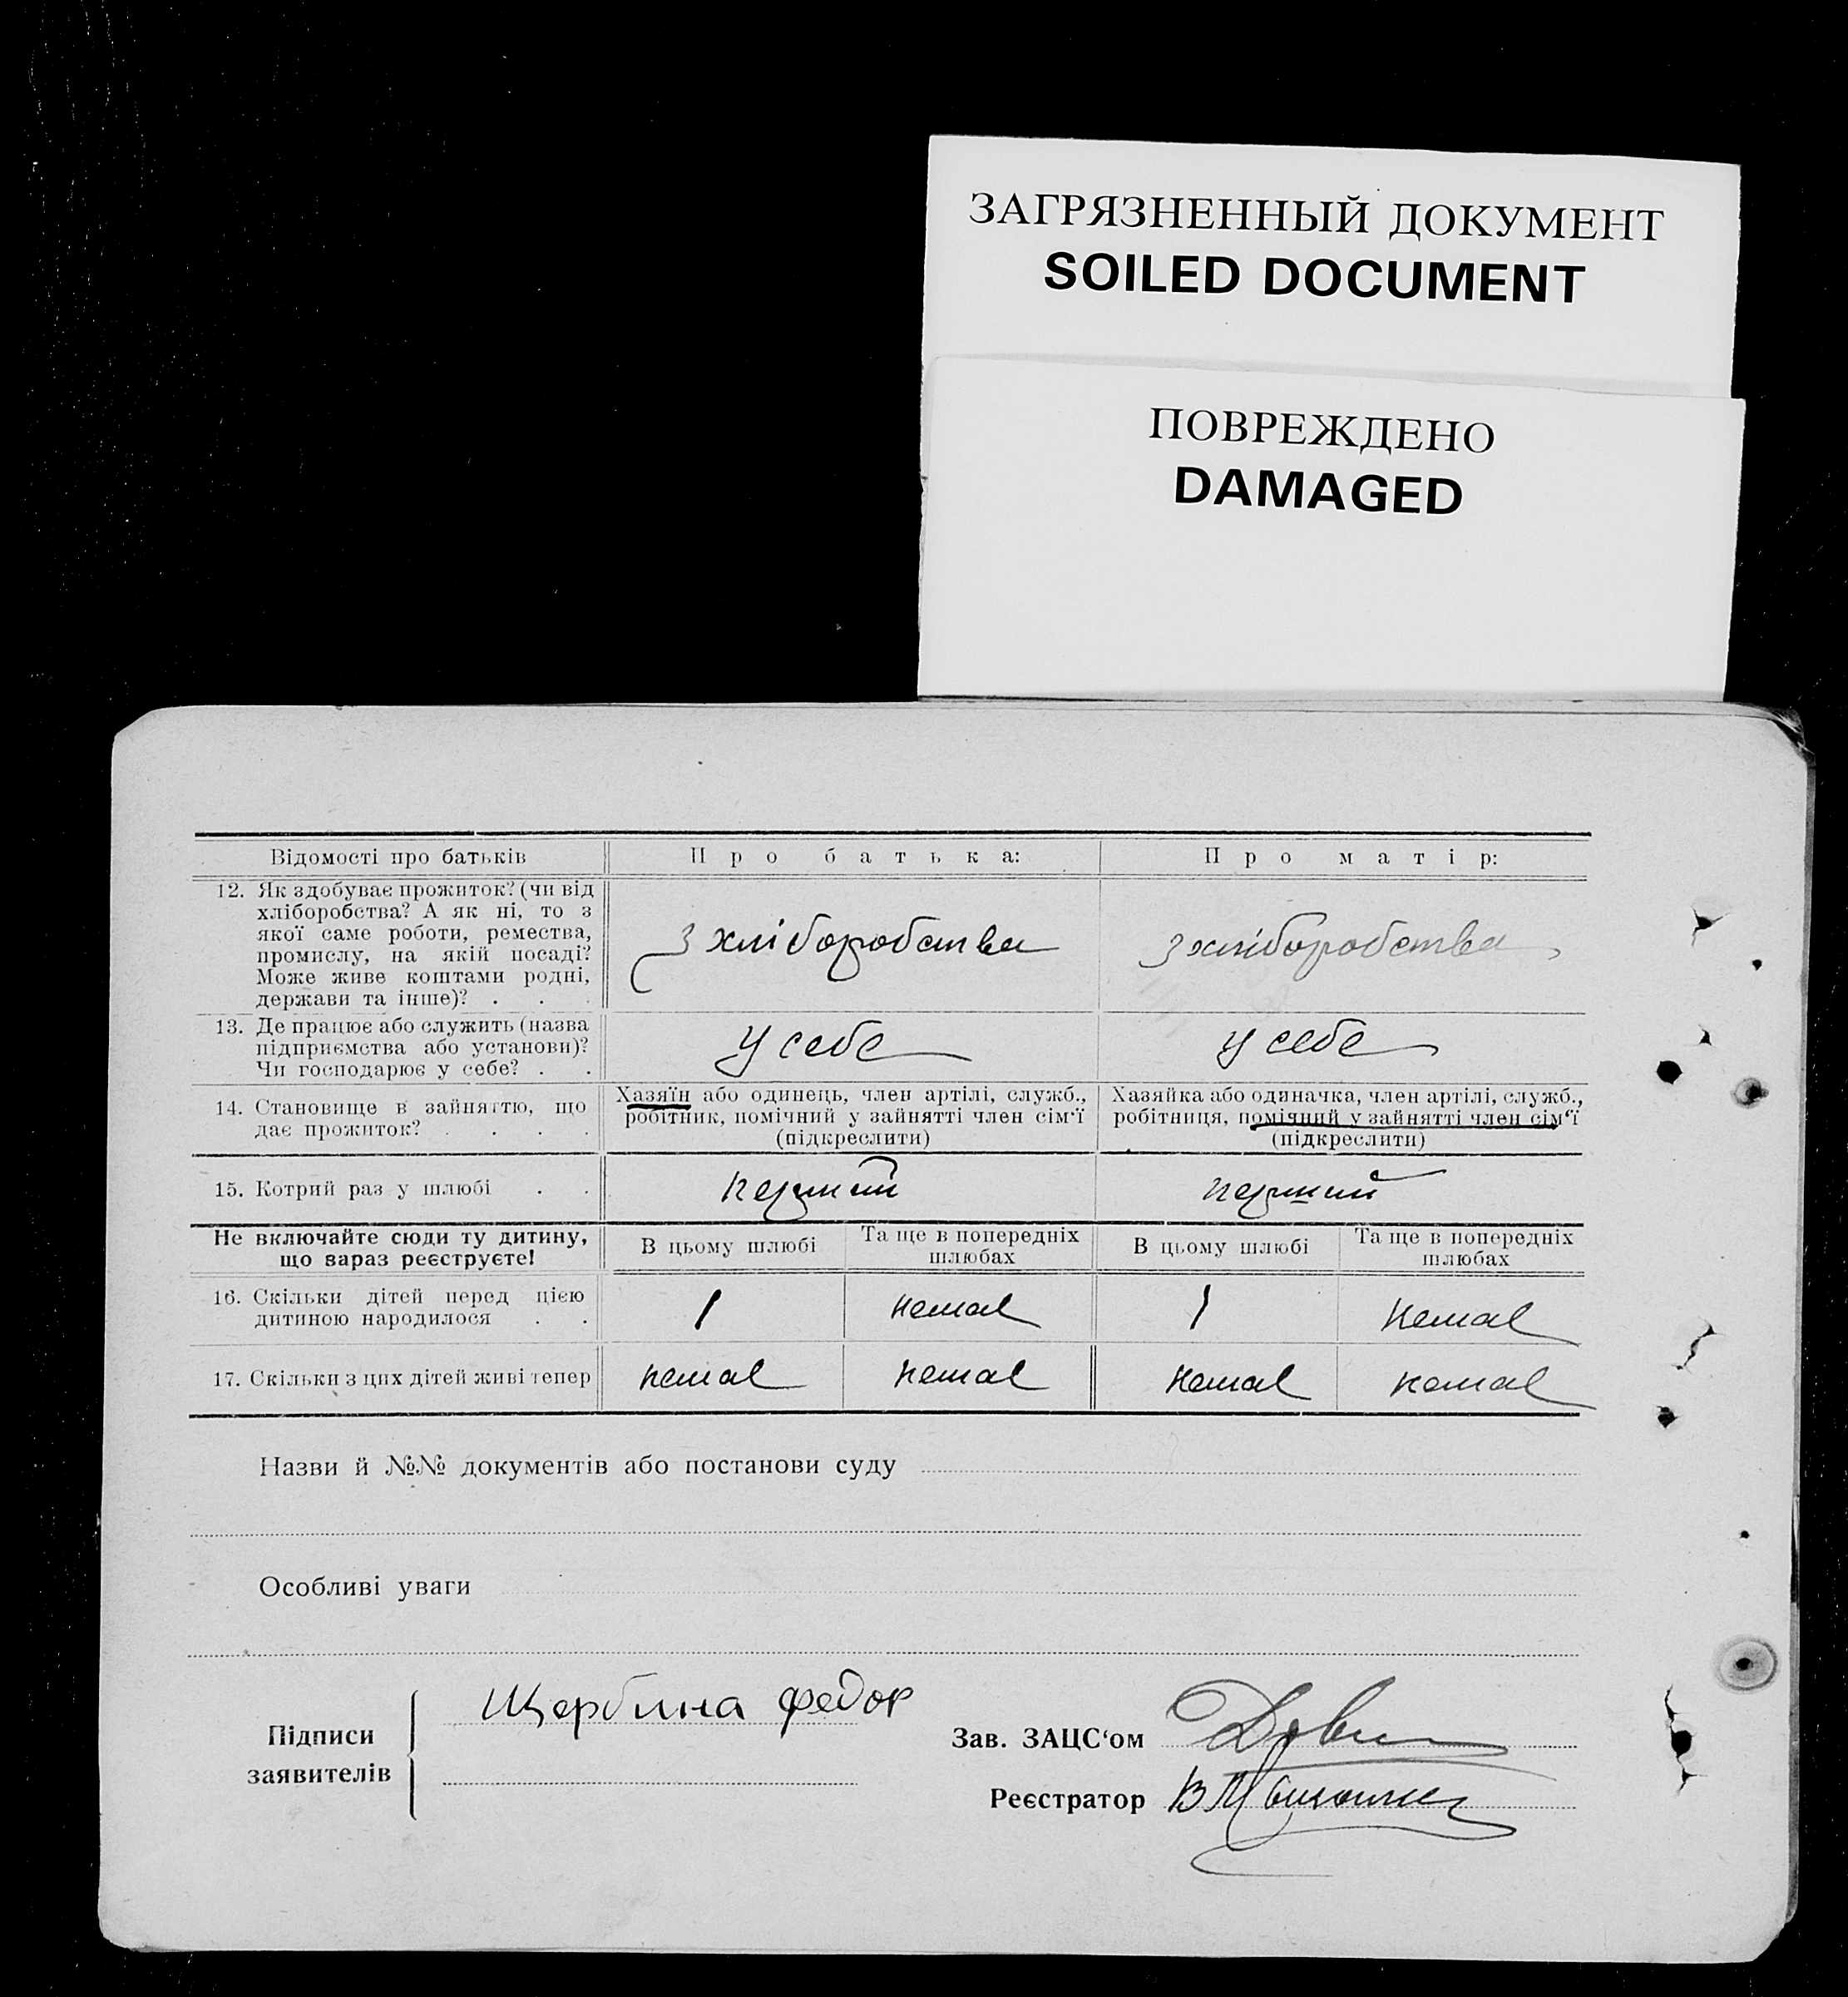 ЗАГРЯЗНЕННЫЙ ДОКУМЕНТ
SOILED DOCUMENT
ПОВРЕЖДЕНО
DAMAGED
Відомості про батьків
Про батька:
Про матір:
12. Як здобуває прожиток? (чи від
хліборобства? А як ні, то з
якої саме роботи, ремества,
промислу, на якій посаді?
Може живе коштами родні,
держави та інше)? . . .
З хліборобства
З хліборобства
13. Де працює або служить (назва
підприємства або установи)?
Чи господарює у себе? . .
у себе
у себе
14. Становище в зайняттю, що
дає прожиток? . . . .
Хазяїн або одинець, член артілі, служб.,
робітник, помічний у зайнятті член сім'ї
(підкреслити)
Хазяйка або одиначка, член артілі, служб.,
робітниця, помічний у зайнятті член сім'ї
(підкреслити)
15. Котрий раз у шлюбі . .
перший
перший
Не включайте сюди ту дитину,
що зараз реєструєте!
В цьому шлюбі
Та ще в попередніх
шлюбах
В цьому шлюбі
Та ще в попередніх
шлюбах
16. Скільки дітей перед цією
дитиною народилося . .
1
немає
1
немає
17. Скільки з цих дітей живі тепер
немає
немає
немає
немає
Назви й №№ документів або постанови суду
Особливі уваги
Підписи
заявителів
Щербина Федор
Зав. ЗАЦС'ом
Реєстратор